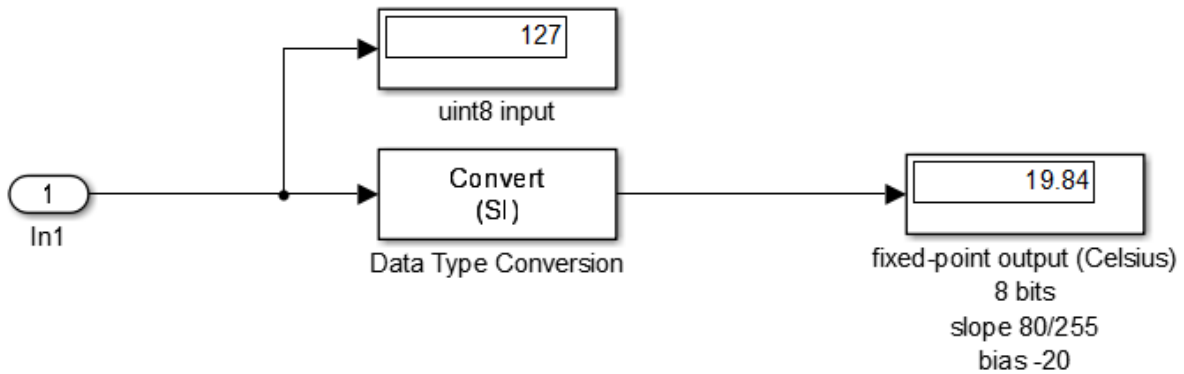 127
uint8 input
1
In1
Convert
(SI)
Data Type Conversion
19.84
fixed-point output (Celsius)
8 bits
slope 80/255
bias -20